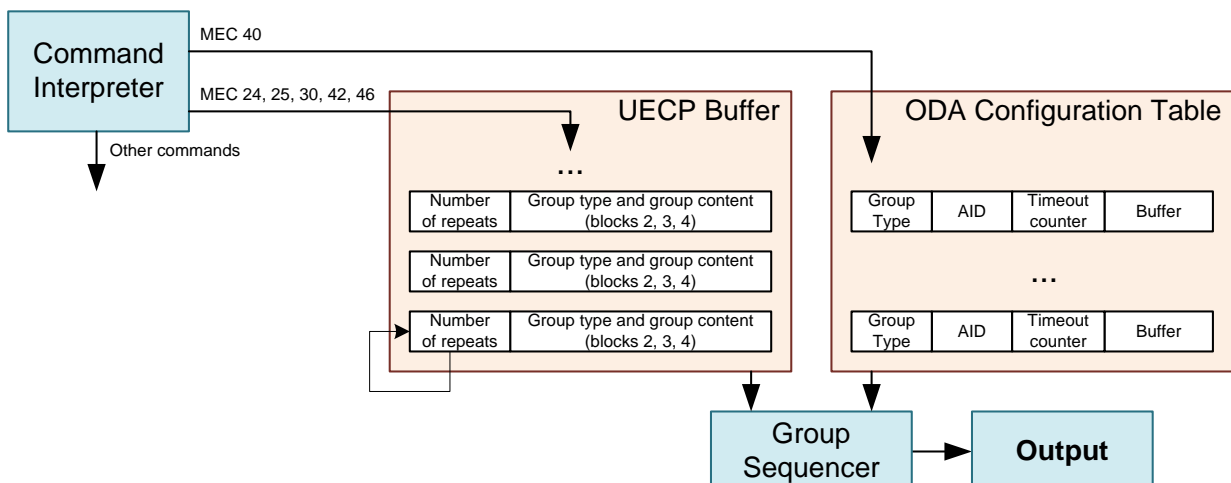 Command
Interpreter
MEC 40
MEC 24, 25, 30, 42, 46
Other commands
UECP Buffer
...
Number
of repeats
Group type and group content
(blocks 2, 3, 4)
Number
of repeats
Group type and group content
(blocks 2, 3, 4)
Number
of repeats
Group type and group content
(blocks 2, 3, 4)
ODA Configuration Table
Group
Type
AID
Timeout
counter
Buffer
...
Group
Type
AID
Timeout
counter
Buffer
Group
Sequencer
Output